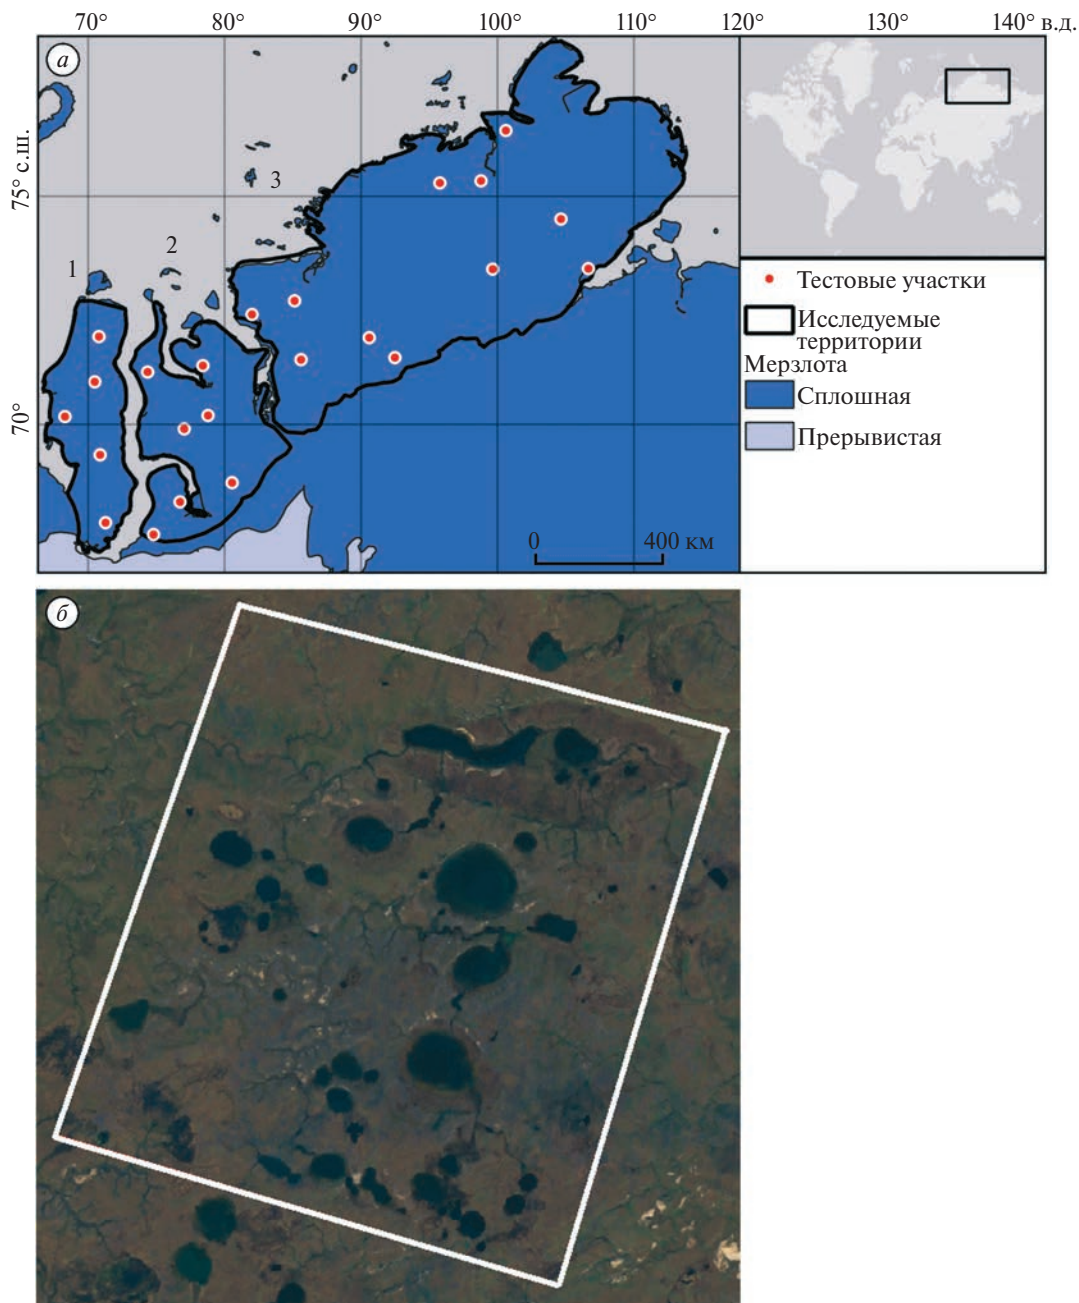 70° 80° 90° 100° 110° 120° 130° 140° в.д.
а
75° с.ш.
3
2
1
Тестовые участки
Исследуемые
территории
Мерзлота
Сплошная
70°
Прерывистая
0 400 км
б